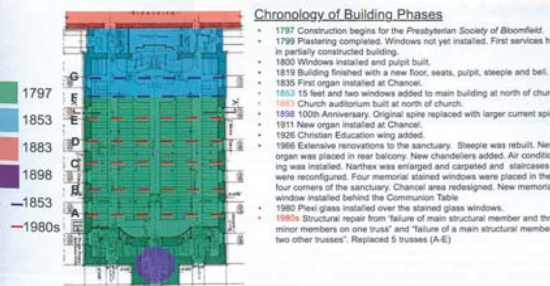 Chronology of Building Phases
1797 Construction begins for the Presbyterian Society of Bloomfield.
1799 Plastering completed. Windows not yet installed. First services h
in partially constructed building.
1800 Windows installed and pulpit built.
1819 Building finished with a new floor, seats, pulpit, steeple and bell.
1835 First organ installed at Chancel.
1853 15 feet and two windows added to main building at north of chur
1883 Church auditorium built at north of church.
1898 100th Anniversary. Original spire replaced with larger current spi
1911 New organ installed at Chancel.
1926 Christian Education wing added.
1966 Extensive renovations to the sanctuary. Steeple was rebuilt. New
organ was placed in rear balcony. New chandeliers added. Air condition
ing was installed. Narthex was enlarged and carpeted and staircases
were reconfigured. Four memorial stained windows were placed in the
four corners of the sanctuary. Chancel area redesigned. New memoria
window installed behind the Communion Table
1980 Plexi glass installed over the stained glass windows.
1980s Structural repair from "failure of main structural member and thr
minor members on one truss" and "failure of a main structural membe
two other trusses". Replaced 5 trusses (A-E)
1797
1853
1883
1898
1853
1980s
G
F
E
D
C
B
A